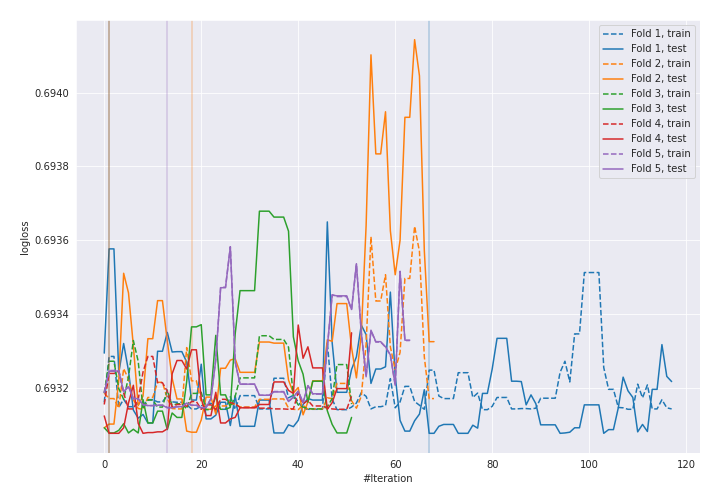 Fold 1, train
Fold 1, test
Fold 2, train
Fold 2, test
Fold 3, train
Fold 3, test
Fold 4, train
Fold 4, test
Fold 5, train
Fold 5, test
0.6940
0.6938
0.6936
0.6934
0.6932
logloss
0 20 40 60 80 100 120
#Iteration